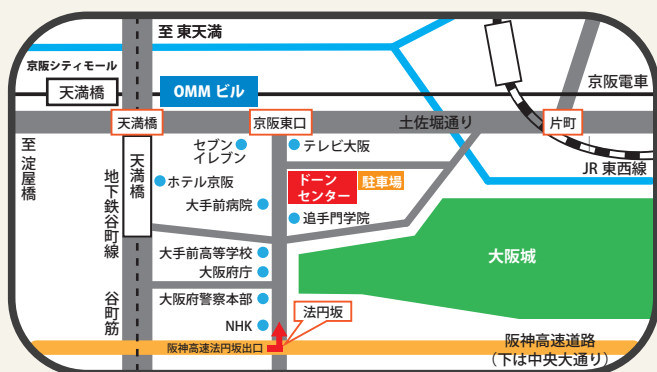 至 東天満
京阪シティモール
天満橋
OMM ビル
京阪電車
天満橋
京阪東口
土佐堀通り
片町
至 淀屋橋
天満橋
地下鉄谷町線
セブン
イレブン
テレビ大阪
JR 東西線
ホテル京阪
ドーン
センター
駐車場
大手前病院
追手門学院
大手前高等学校
大阪府庁
大阪城
谷町筋
大阪府警察本部
法円坂
NHK
阪神高速法円坂出口
阪神高速道路
(下は中央大通り)